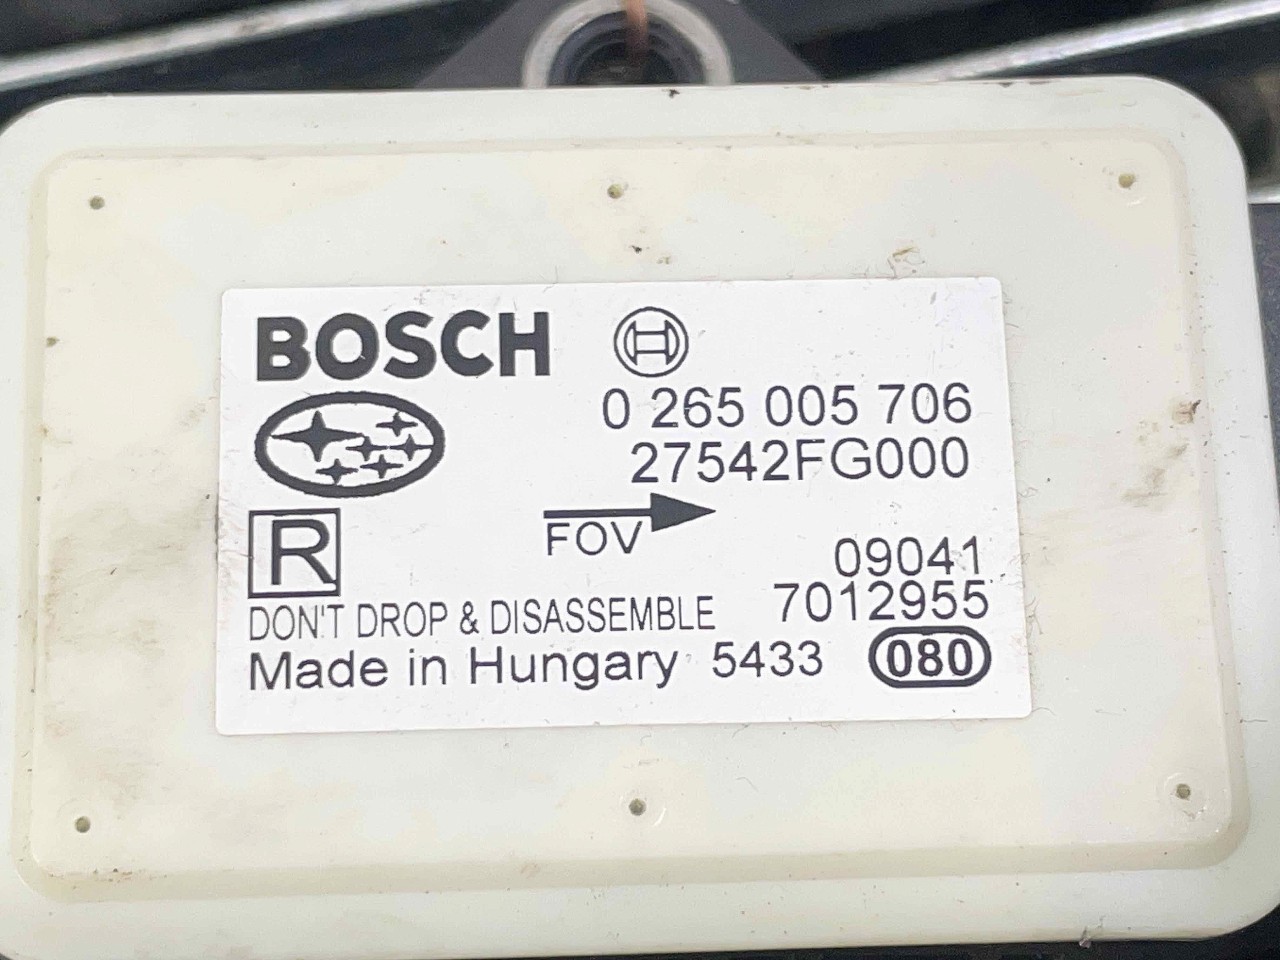 BOSCH
0 265 005 706
27542FG000
R
FOV
09041
DON'T DROP & DISASSEMBLE 7012955
Made in Hungary 5433 080